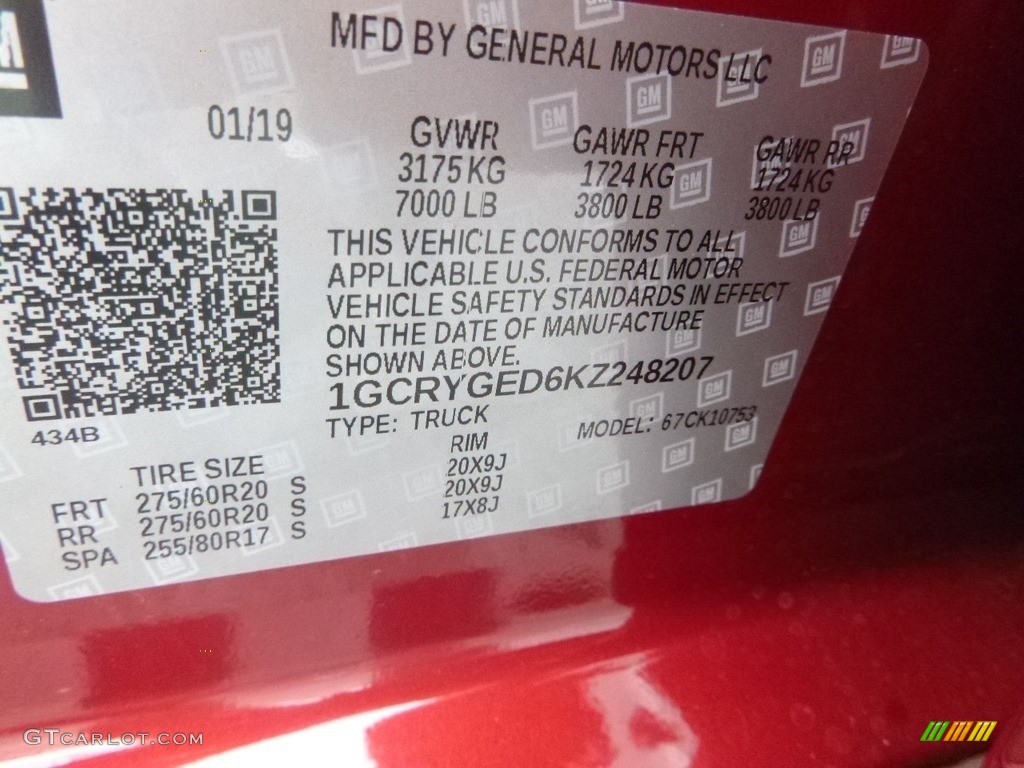 MFD BY GENERAL MOTORS LLC
01/19
GVWR GAWR FRT GAWR RR
3175 KG 1724 KG 1724 KG
7000 LB 3800 LB 3800 LB
THIS VEHICLE CONFORMS TO ALL
APPLICABLE U.S. FEDERAL MOTOR
VEHICLE SAFETY STANDARDS IN EFFECT
ON THE DATE OF MANUFACTURE
SHOWN ABOVE.
1GCRYGED6KZ248207
434B
TYPE: TRUCK MODEL: 67CK10753
TIRE SIZE RIM
FRT 275/60R20 S 20X9J
RR 275/60R20 S 20X9J
SPA 255/80R17 S 17X8J
GTCARLOT.COM